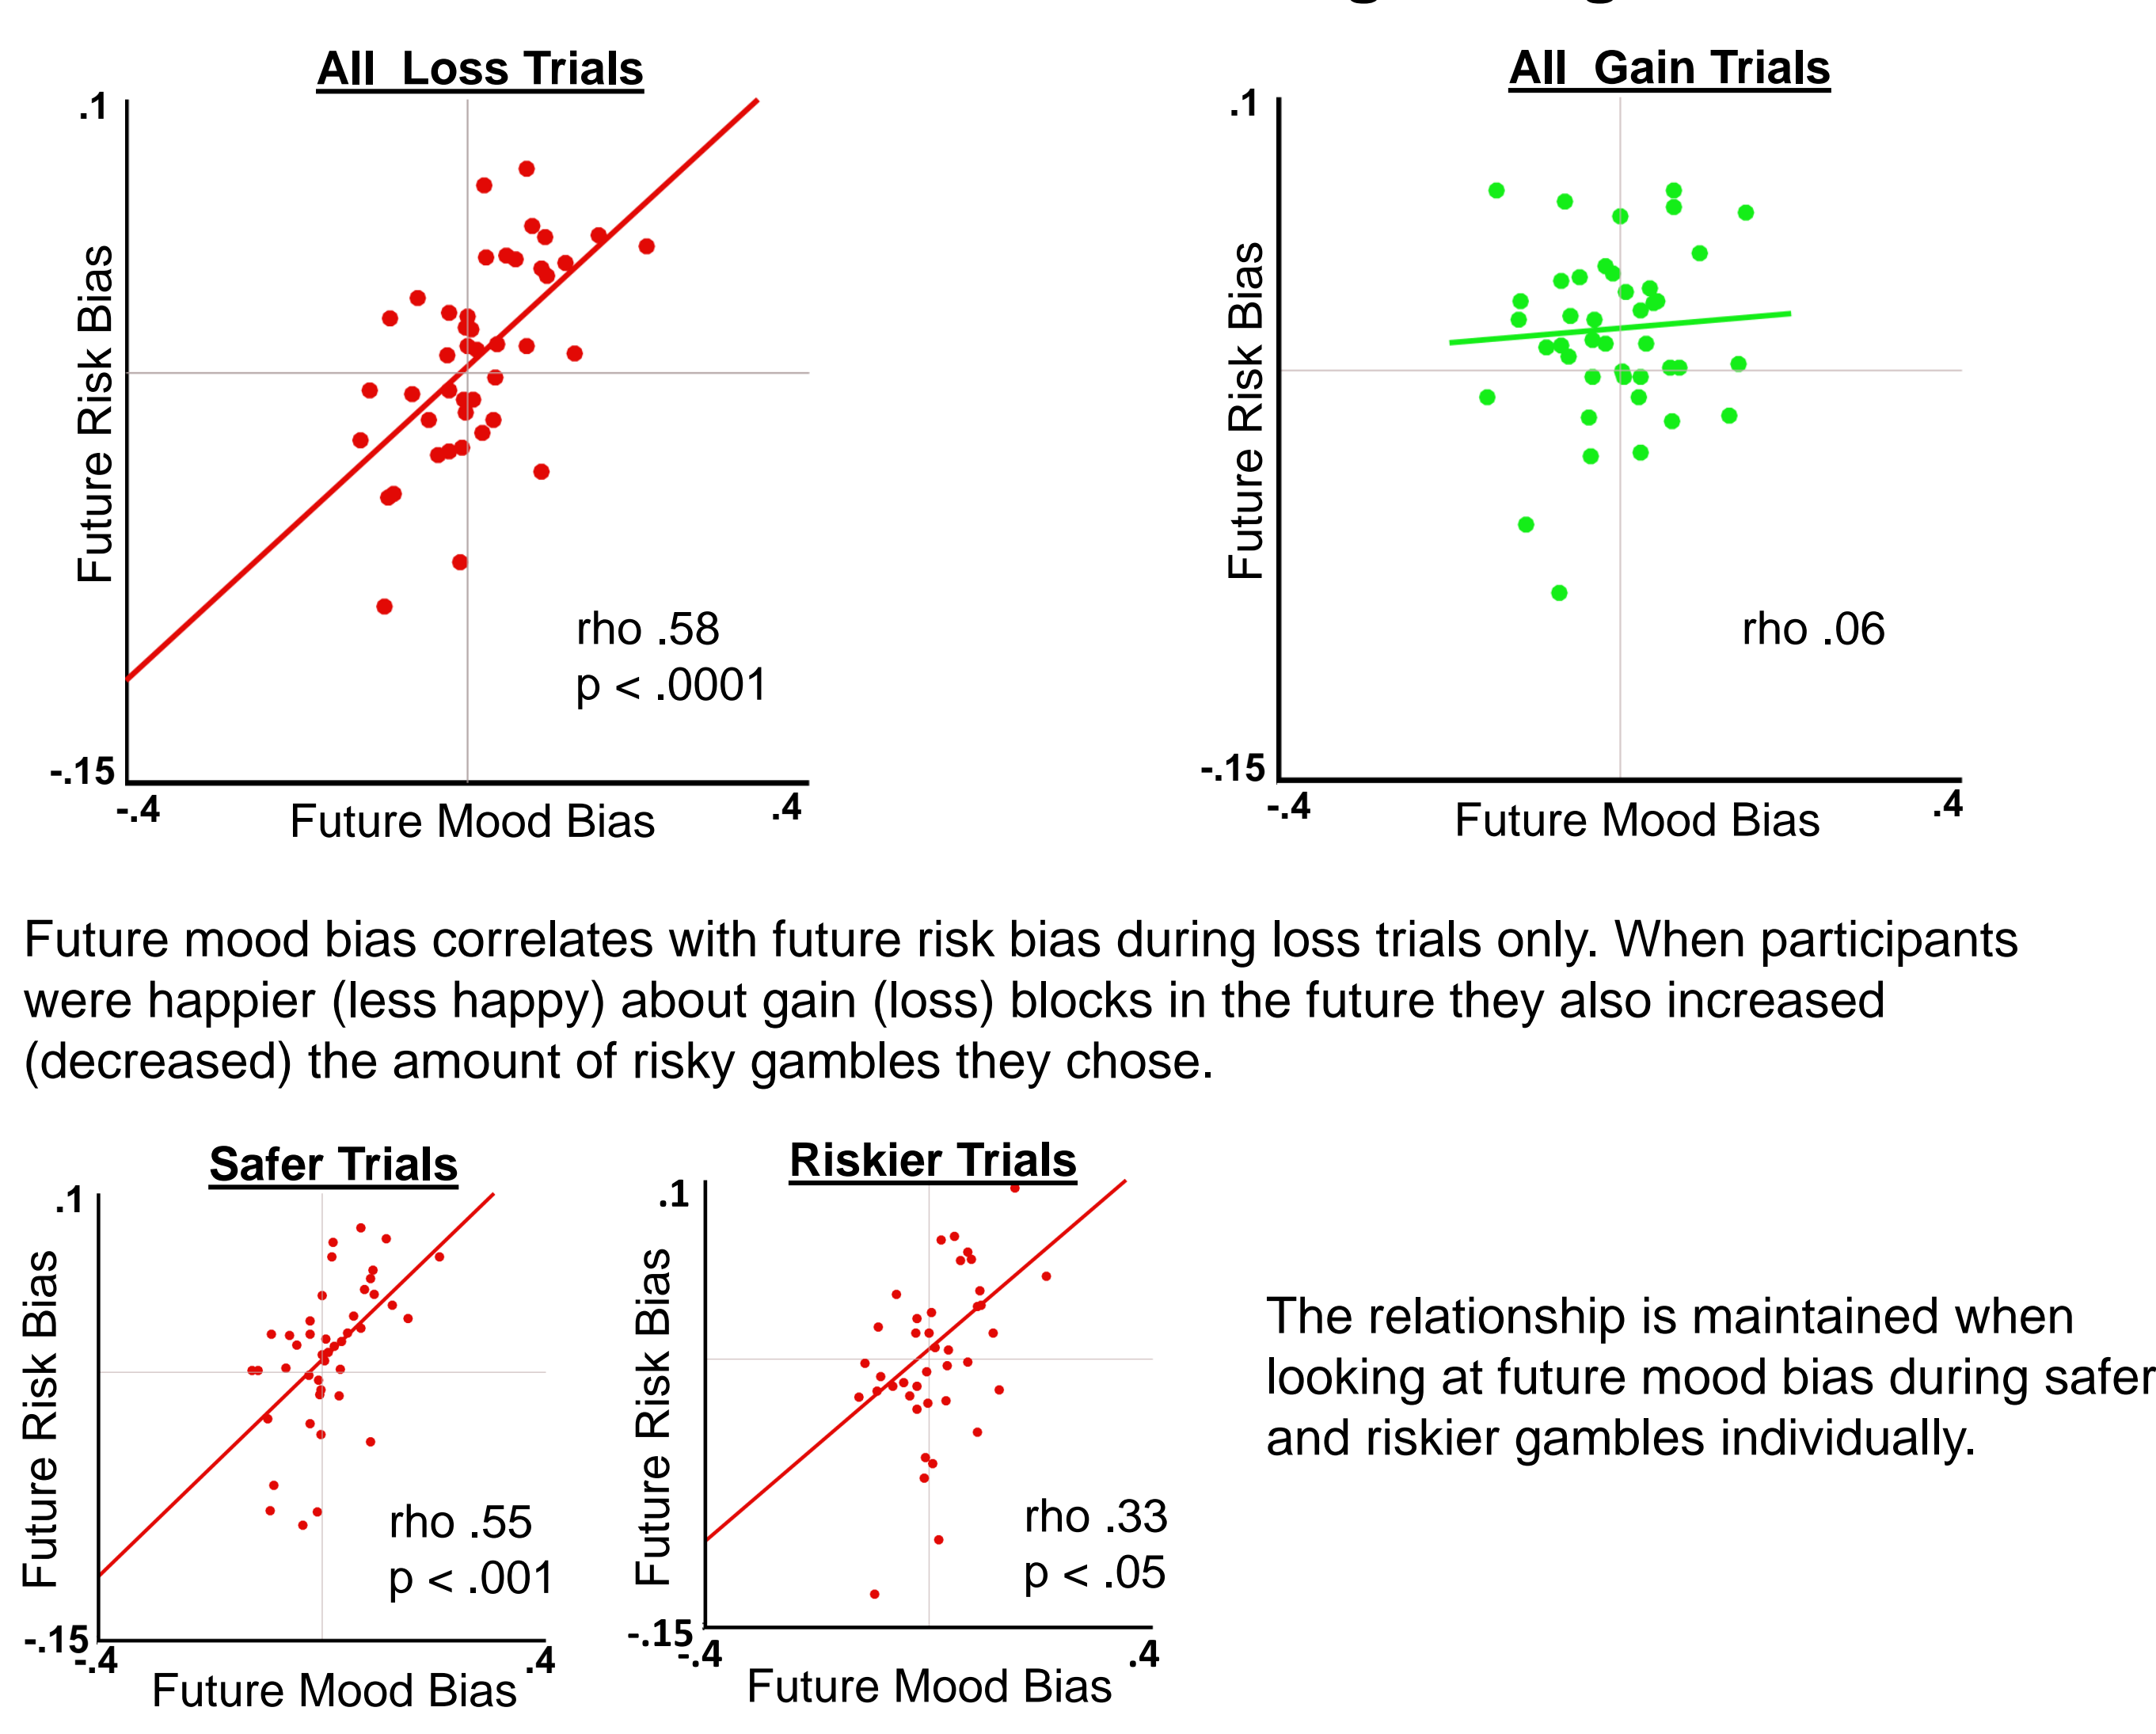 All Loss Trials
.1
Future Risk Bias
rho .58
p < .0001
-.15
-.4
Future Mood Bias
.4
All Gain Trials
.1
Future Risk Bias
rho .06
-.15
-.4
Future Mood Bias
.4
Future mood bias correlates with future risk bias during loss trials only. When participants
were happier (less happy) about gain (loss) blocks in the future they also increased
(decreased) the amount of risky gambles they chose.
Safer Trials
.1
Future Risk Bias
rho .55
p < .001
-.15
-.4
Future Mood Bias
.4
Riskier Trials
.1
Future Risk Bias
rho .33
p < .05
-.15
-.4
Future Mood Bias
.4
The relationship is maintained when
looking at future mood bias during safer
and riskier gambles individually.